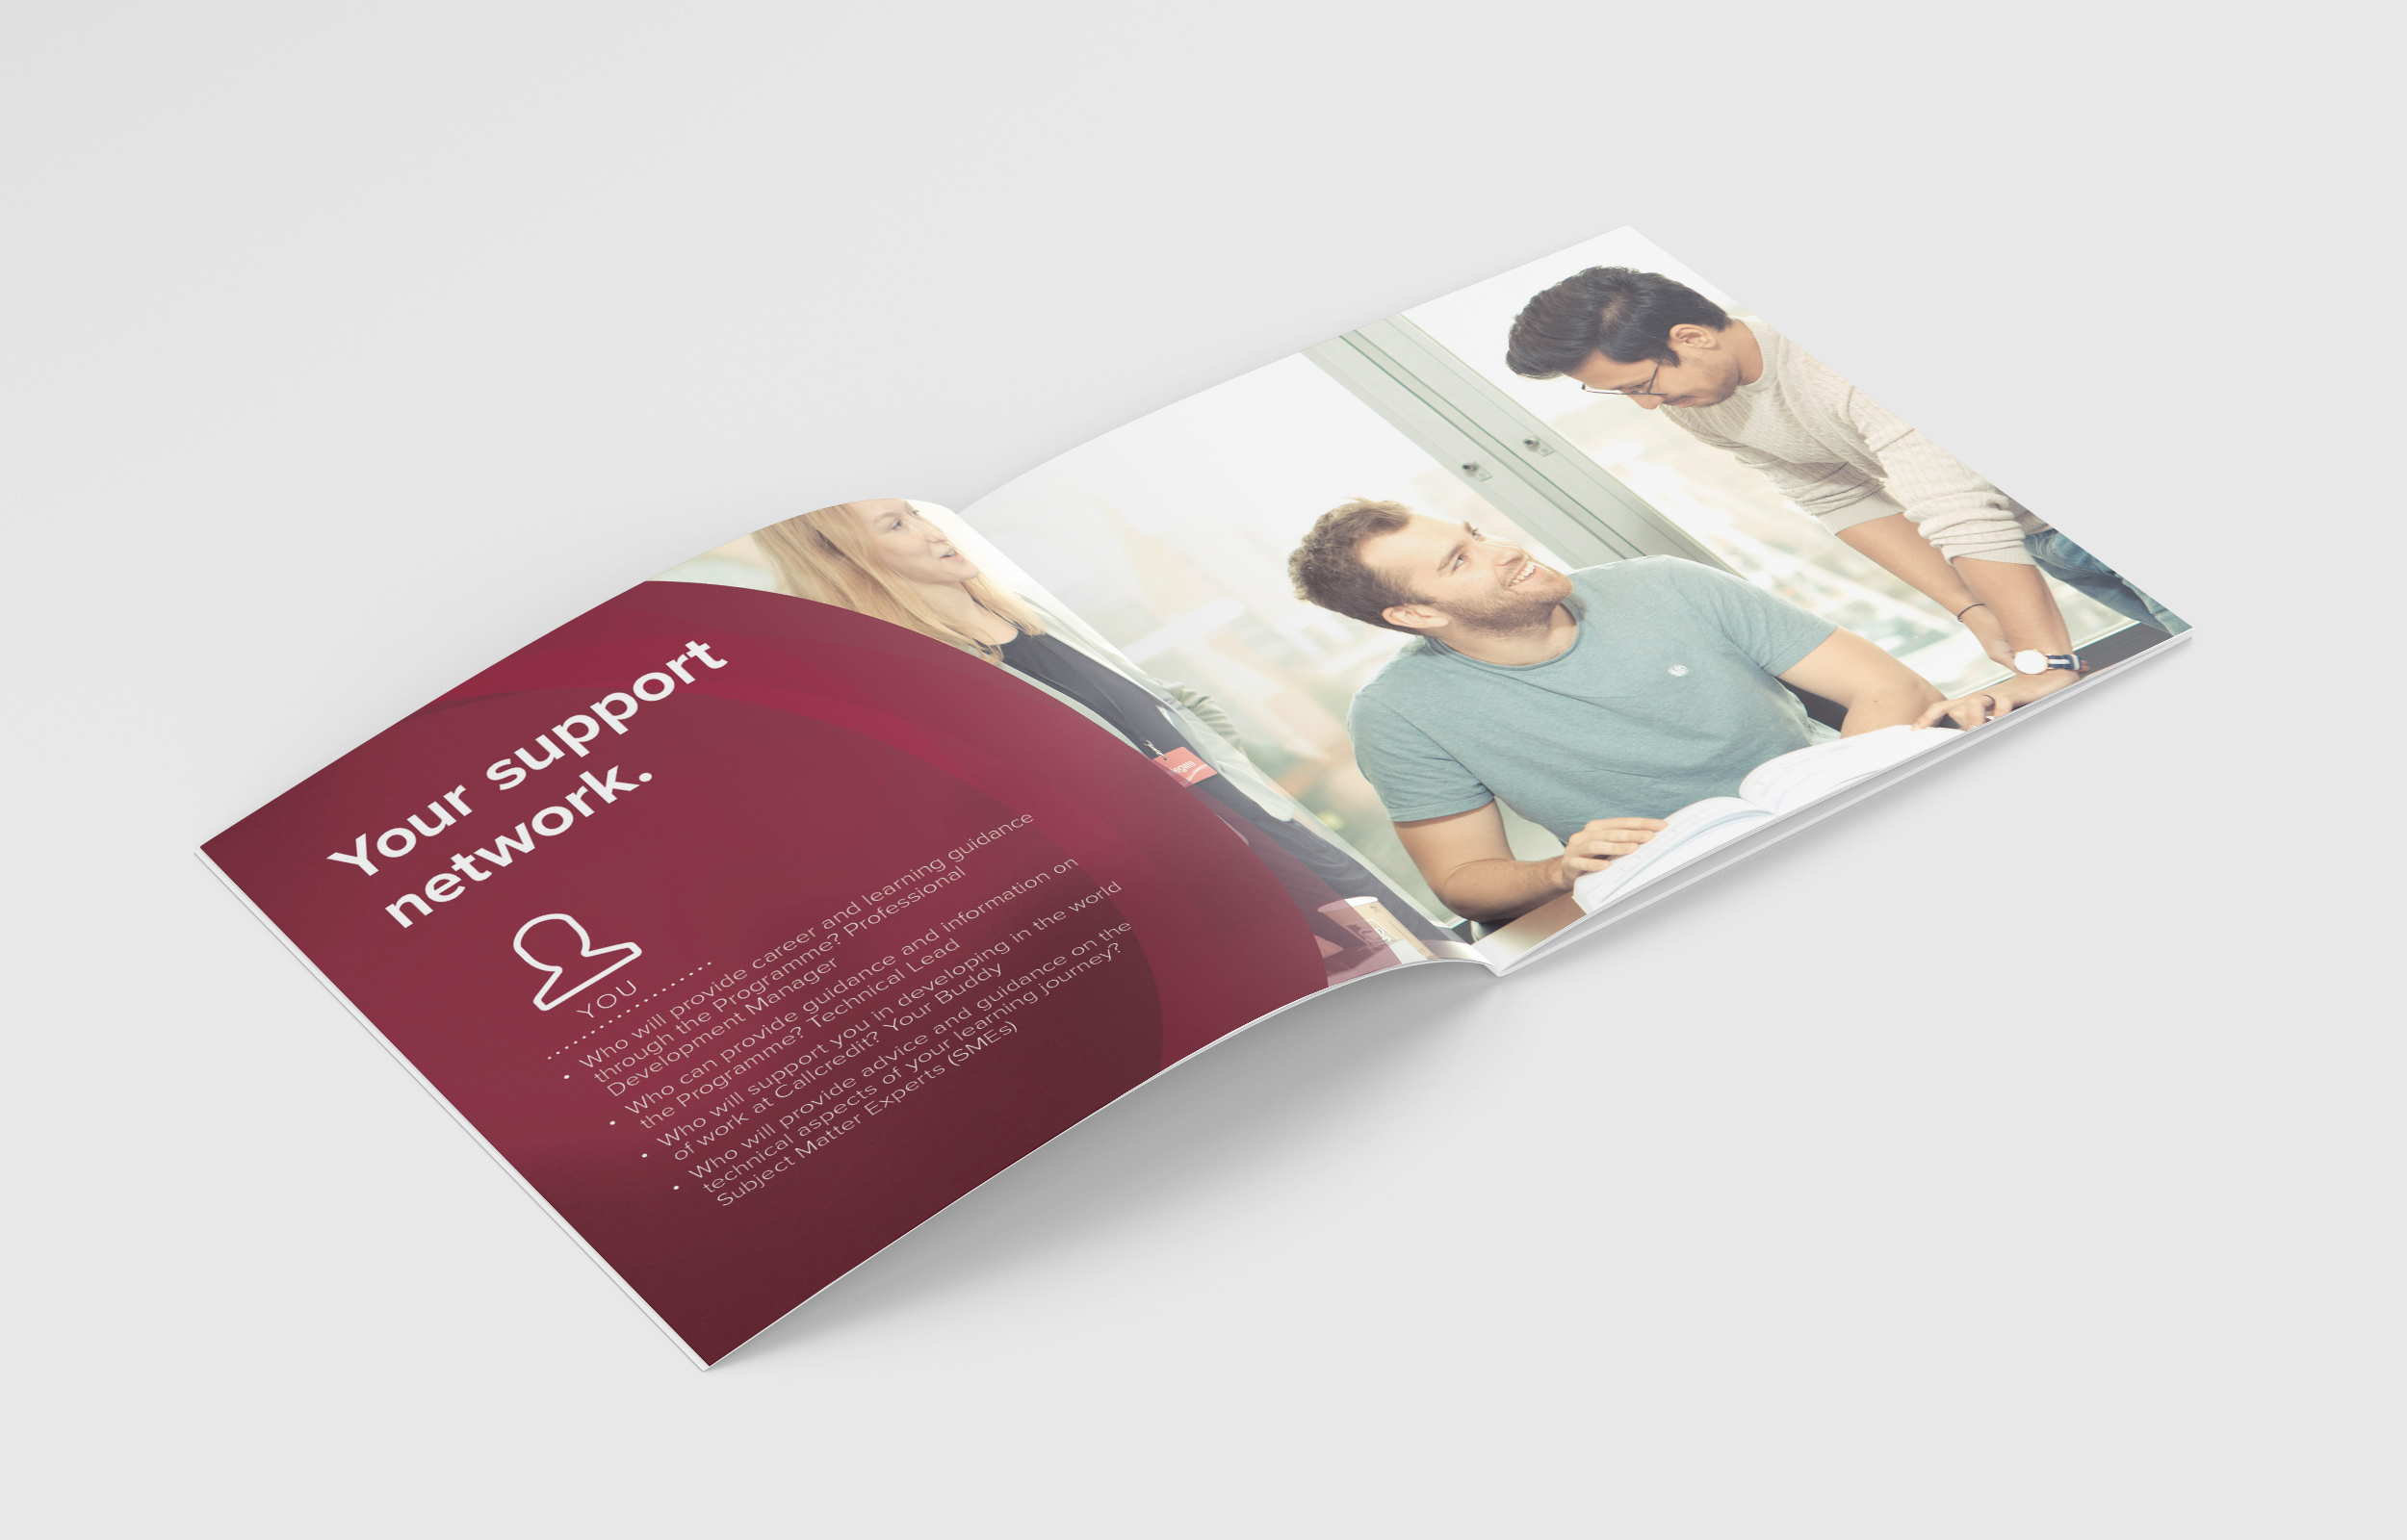 Your support
network.
YOU
• Who will provide career and learning guidance
through the Programme? Professional
Development Manager
• Who can provide guidance and information on
the Programme? Technical Lead
• Who will support you in developing in the world
of work at Callcredit? Your Buddy
• Who will provide advice and guidance on the
technical aspects of your learning journey?
Subject Matter Experts (SMEs)